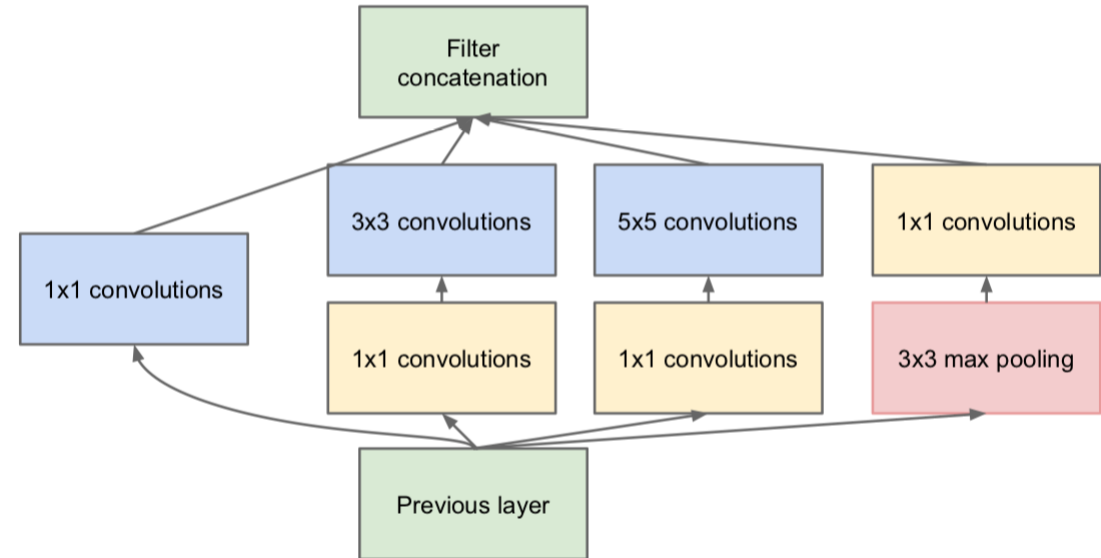 Filter
concatenation
3x3 convolutions
5x5 convolutions
1x1 convolutions
1x1 convolutions
1x1 convolutions
1x1 convolutions
3x3 max pooling
Previous layer